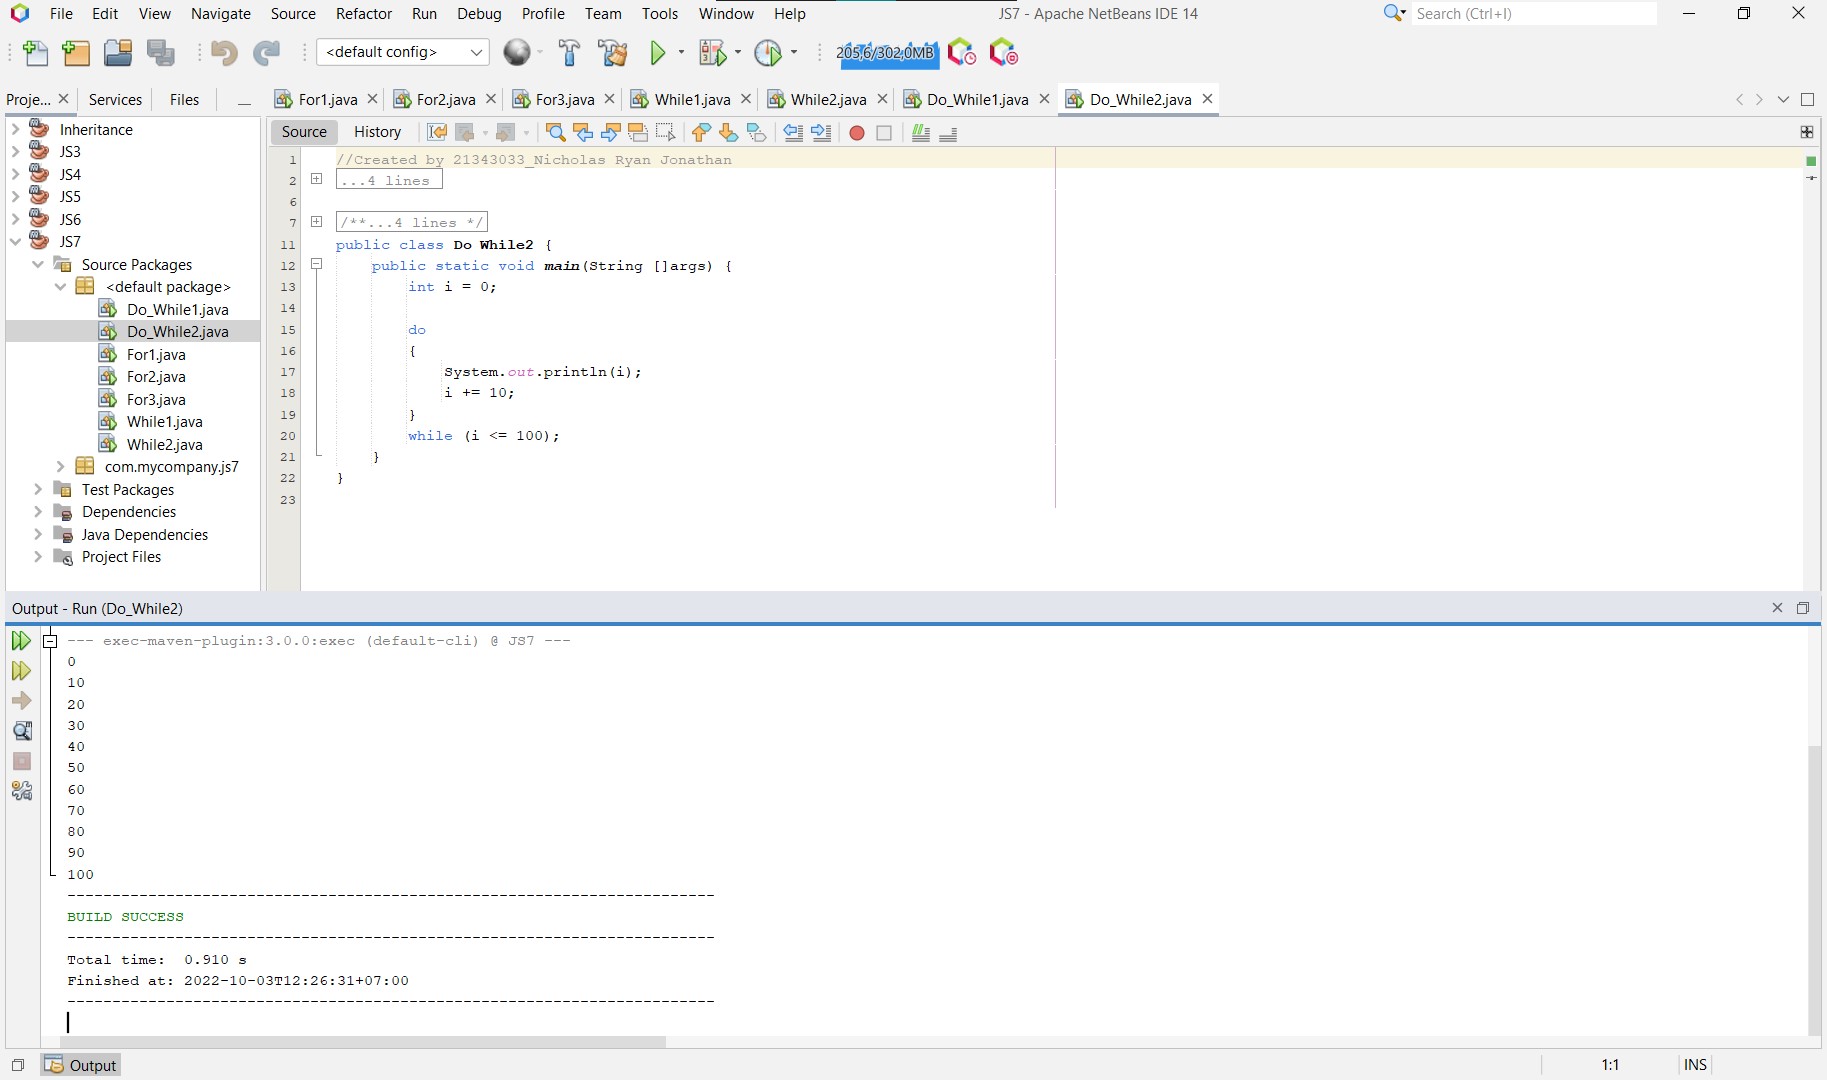 File Edit View Navigate Source Refactor Run Debug Profile Team Tools Window Help
JS7 - Apache NetBeans IDE 14
Search (Ctrl+I)
<default config>
205,6/302,0MB
Proje... Services Files
For1.java For2.java For3.java While1.java While2.java Do_While1.java Do_While2.java
Inheritance
JS3
JS4
JS5
JS6
JS7
Source Packages
<default package>
Do_While1.java
Do_While2.java
For1.java
For2.java
For3.java
While1.java
While2.java
com.mycompany.js7
Test Packages
Dependencies
Java Dependencies
Project Files
Source History
1 //Created by 21343033_Nicholas Ryan Jonathan
2 ...4 lines
6
7 /**...4 lines */
11 public class Do While2 {
12 public static void main(String []args) {
13 int i = 0;
14
15 do
16 {
17 System.out.println(i);
18 i += 10;
19 }
20 while (i <= 100);
21 }
22 }
23
Output - Run (Do_While2)
--- exec-maven-plugin:3.0.0:exec (default-cli) @ JS7 ---
0
10
20
30
40
50
60
70
80
90
100
------------------------------------------------------------------------
BUILD SUCCESS
------------------------------------------------------------------------
Total time: 0.910 s
Finished at: 2022-10-03T12:26:31+07:00
------------------------------------------------------------------------
Output
1:1 INS